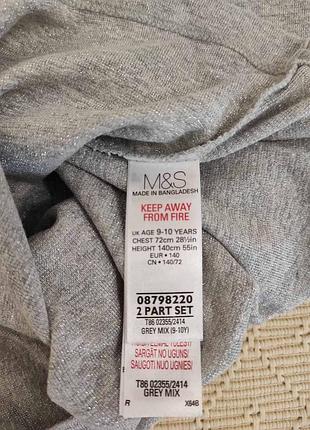 M&S
MADE IN BANGLADESH
KEEP AWAY
FROM FIRE
UK AGE 9-10 YEARS
CHEST 72cm 28½in
HEIGHT 140cm 55in
EUR • 140
CN • 140/72
08798220
2 PART SET
T86 02355/2414
GREY MIX (9-10Y)
SARGĀT NO UGUNS/
SAUGOTI NUO UGNIES/
T86 02355/2414
GREY MIX
R X64B